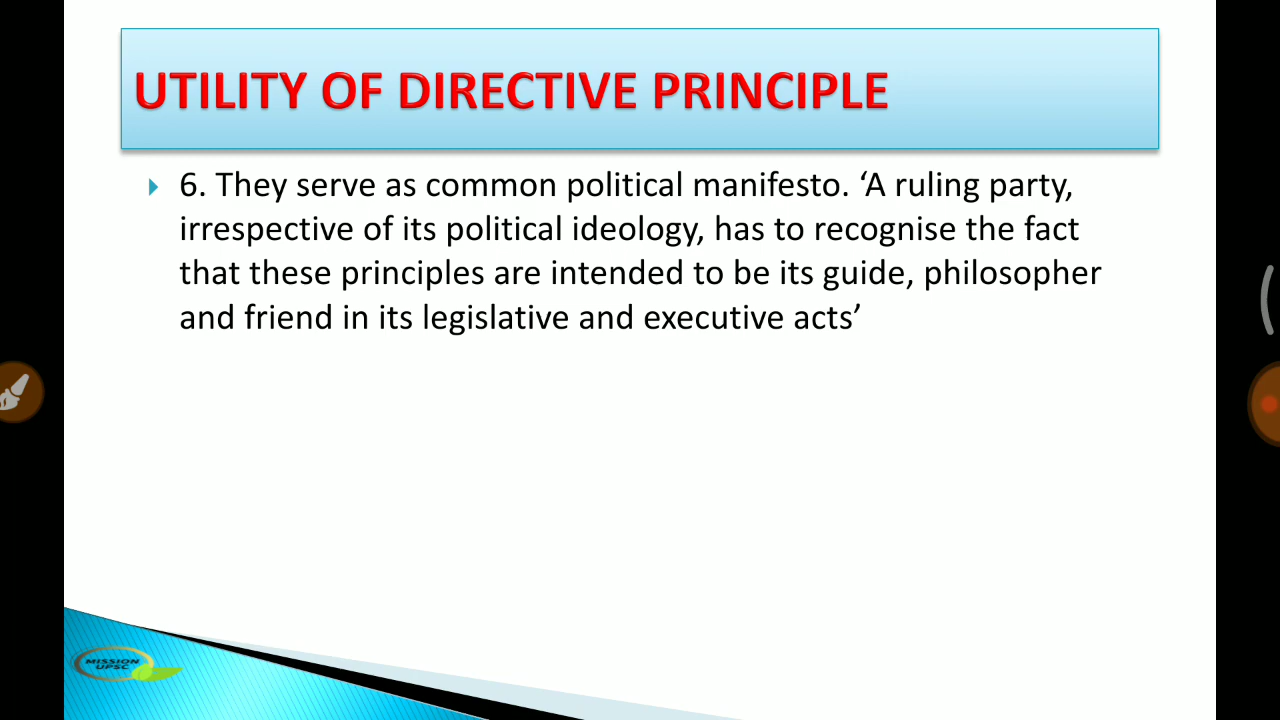 UTILITY OF DIRECTIVE PRINCIPLE
6. They serve as common political manifesto. ‘A ruling party,
irrespective of its political ideology, has to recognise the fact
that these principles are intended to be its guide, philosopher
and friend in its legislative and executive acts’
MISSION
UPSC